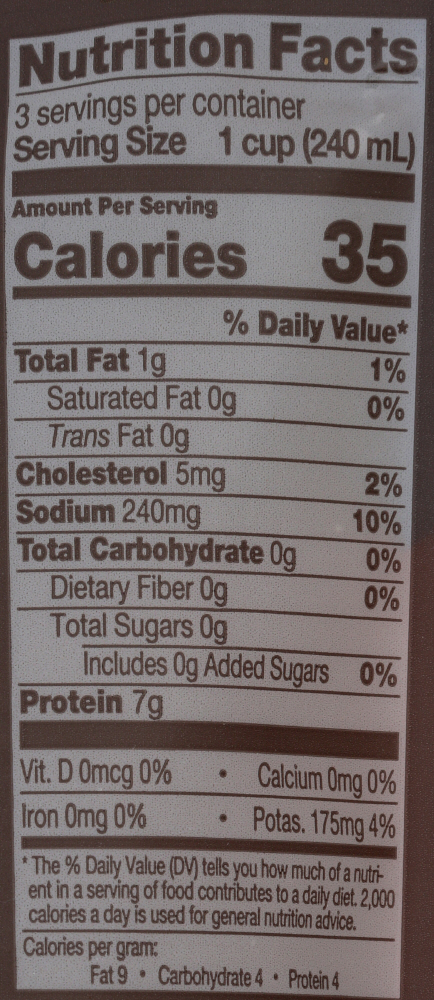 Nutrition Facts
3 servings per container
Serving Size 1 cup (240 mL)
Amount Per Serving
Calories 35
% Daily Value*
Total Fat 1g 1%
Saturated Fat 0g 0%
Trans Fat 0g
Cholesterol 5mg 2%
Sodium 240mg 10%
Total Carbohydrate 0g 0%
Dietary Fiber 0g 0%
Total Sugars 0g
Includes 0g Added Sugars 0%
Protein 7g
Vit. D 0mcg 0% • Calcium 0mg 0%
Iron 0mg 0% • Potas. 175mg 4%
* The % Daily Value (DV) tells you how much of a nutri-
ent in a serving of food contributes to a daily diet. 2,000
calories a day is used for general nutrition advice.
Calories per gram:
Fat 9 • Carbohydrate 4 • Protein 4